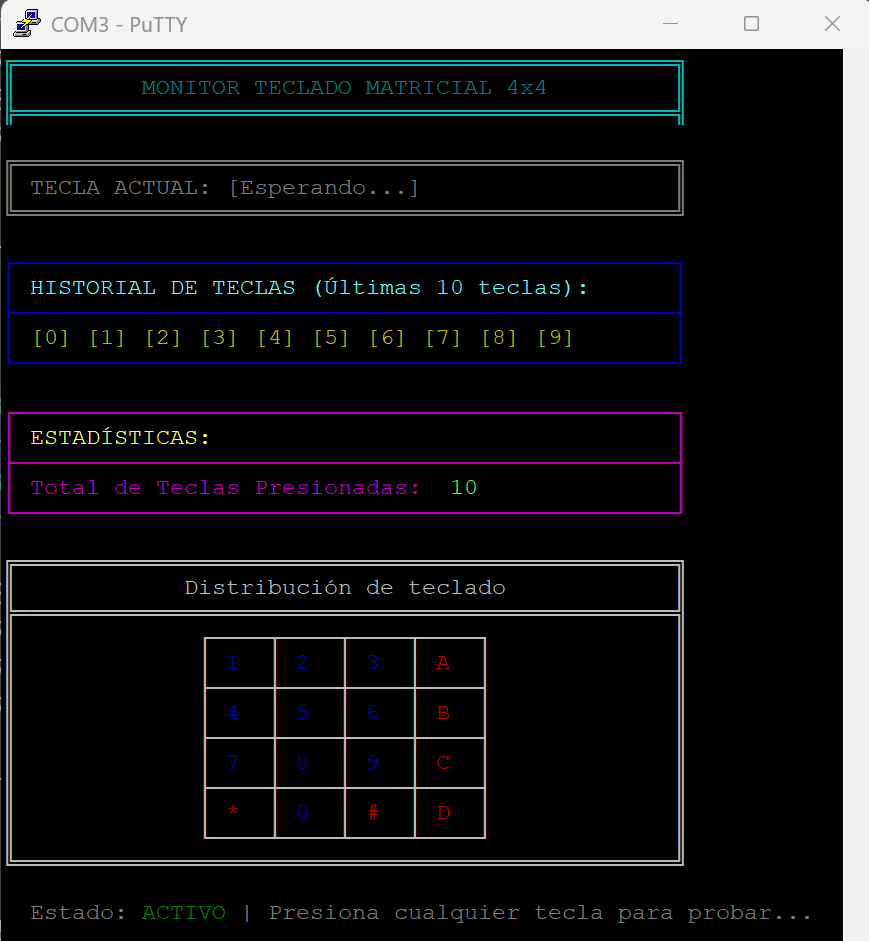 COM3 - PuTTY
MONITOR TECLADO MATRICIAL 4x4
TECLA ACTUAL: [Esperando...]
HISTORIAL DE TECLAS (Últimas 10 teclas):
[0] [1] [2] [3] [4] [5] [6] [7] [8] [9]
ESTADÍSTICAS:
Total de Teclas Presionadas: 10
Distribución de teclado
1 2 3 A
4 5 6 B
7 8 9 C
* 0 # D
Estado: ACTIVO | Presiona cualquier tecla para probar...